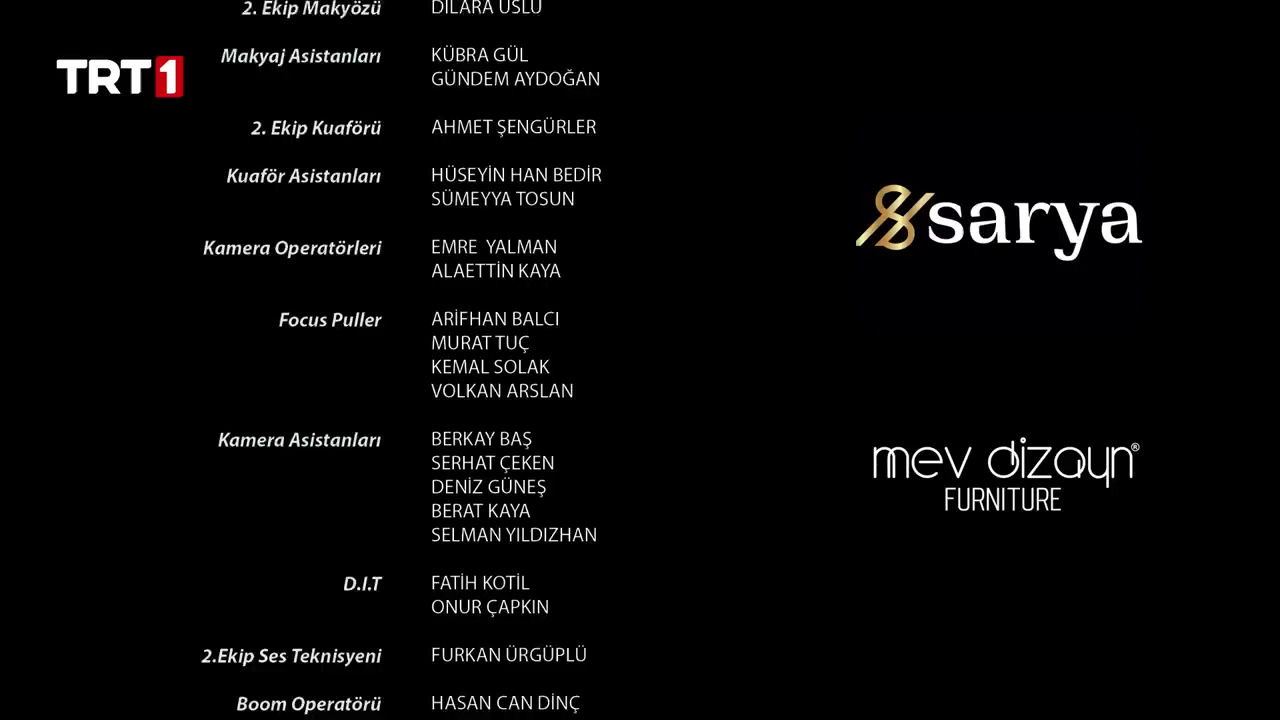 2. Ekip Makyözü DİLARA USLU
TRT 1
Makyaj Asistanları KÜBRA GÜL
GÜNDEM AYDOĞAN
2. Ekip Kuaförü AHMET ŞENGÜRLER
Kuaför Asistanları HÜSEYİN HAN BEDİR
SÜMEYYA TOSUN
Kamera Operatörleri EMRE YALMAN
ALAETTİN KAYA
Focus Puller ARİFHAN BALCI
MURAT TUÇ
KEMAL SOLAK
VOLKAN ARSLAN
Kamera Asistanları BERKAY BAŞ
SERHAT ÇEKEN
DENİZ GÜNEŞ
BERAT KAYA
SELMAN YILDIZHAN
D.I.T FATİH KOTİL
ONUR ÇAPKIN
2.Ekip Ses Teknisyeni FURKAN ÜRGÜPLÜ
Boom Operatörü HASAN CAN DİNÇ
sarya
mev dizayn®
FURNITURE